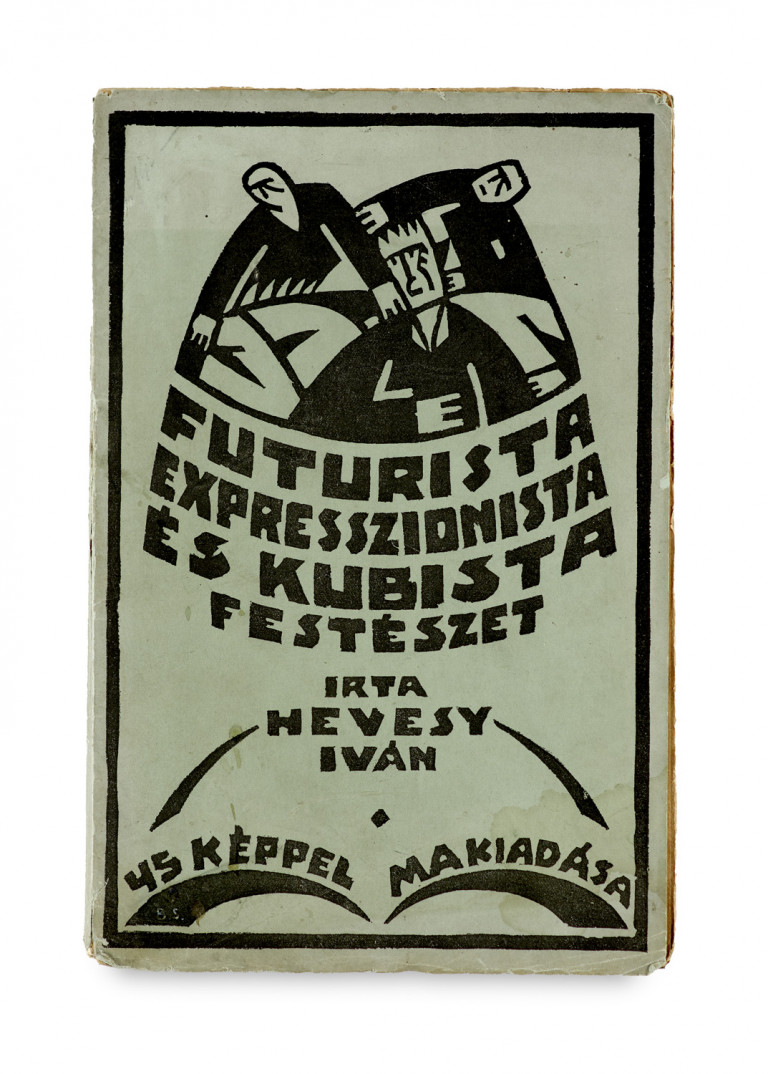 FUTURISTA
EXPRESSZIONISTA
ÉS KUBISTA
FESTÉSZET
IRTA
HEVESY
IVÁN
45 KÉPPEL
MA KIADÁSA
B.S.